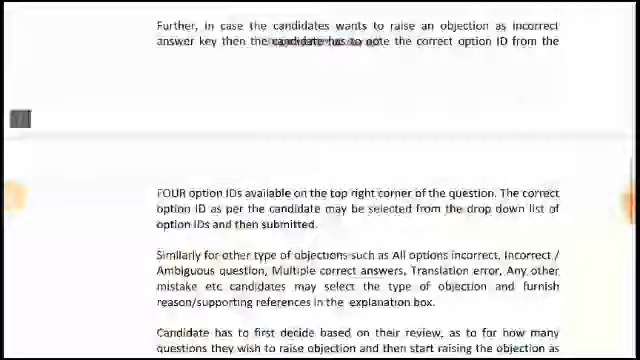 Further, in case the candidates wants to raise an objection as incorrect
answer key then the candidate has to note the correct option ID from the
FOUR option IDs available on the top right corner of the question. The correct
option ID as per the candidate may be selected from the drop down list of
option IDs and then submitted.
Similarly for other type of objections such as All options incorrect, Incorrect /
Ambiguous question, Multiple correct answers, Translation error, Any other
mistake etc candidates may select the type of objection and furnish
reason/supporting references in the explanation box.
Candidate has to first decide based on their review, as to for how many
questions they wish to raise objection and then start raising the objection as